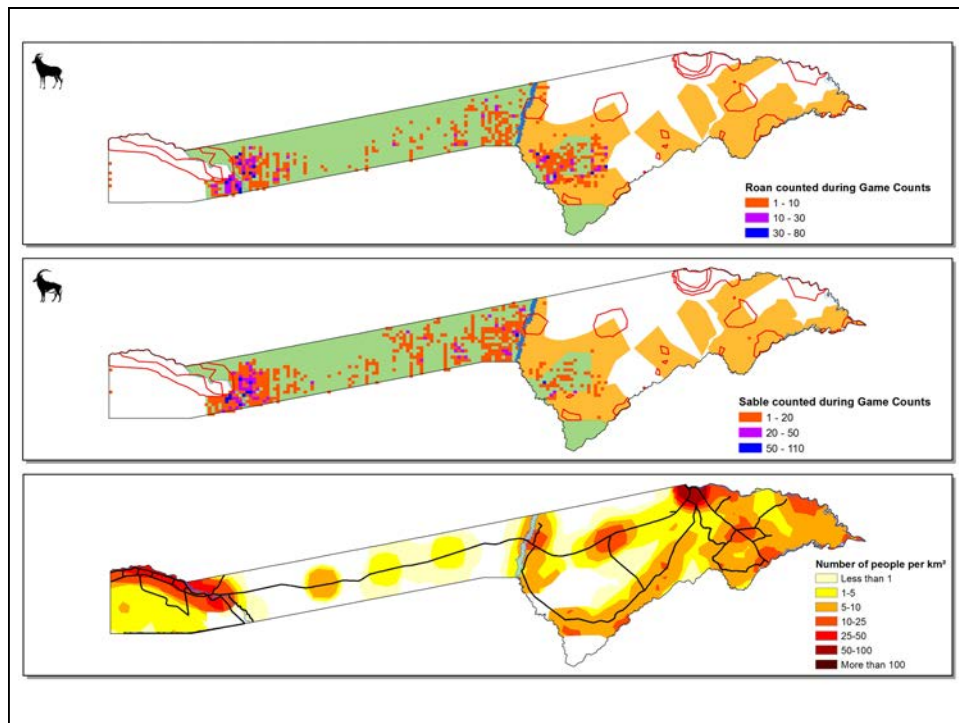 Roan counted during Game Counts
1 - 10
10 - 30
30 - 80
Sable counted during Game Counts
1 - 20
20 - 50
50 - 110
Number of people per km²
Less than 1
1-5
5-10
10-25
25-50
50-100
More than 100